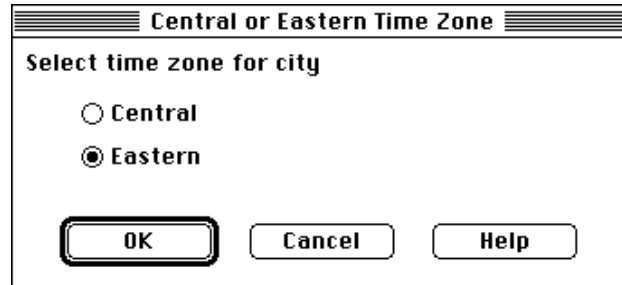 Central or Eastern Time Zone
Select time zone for city
Central
Eastern
OK Cancel Help